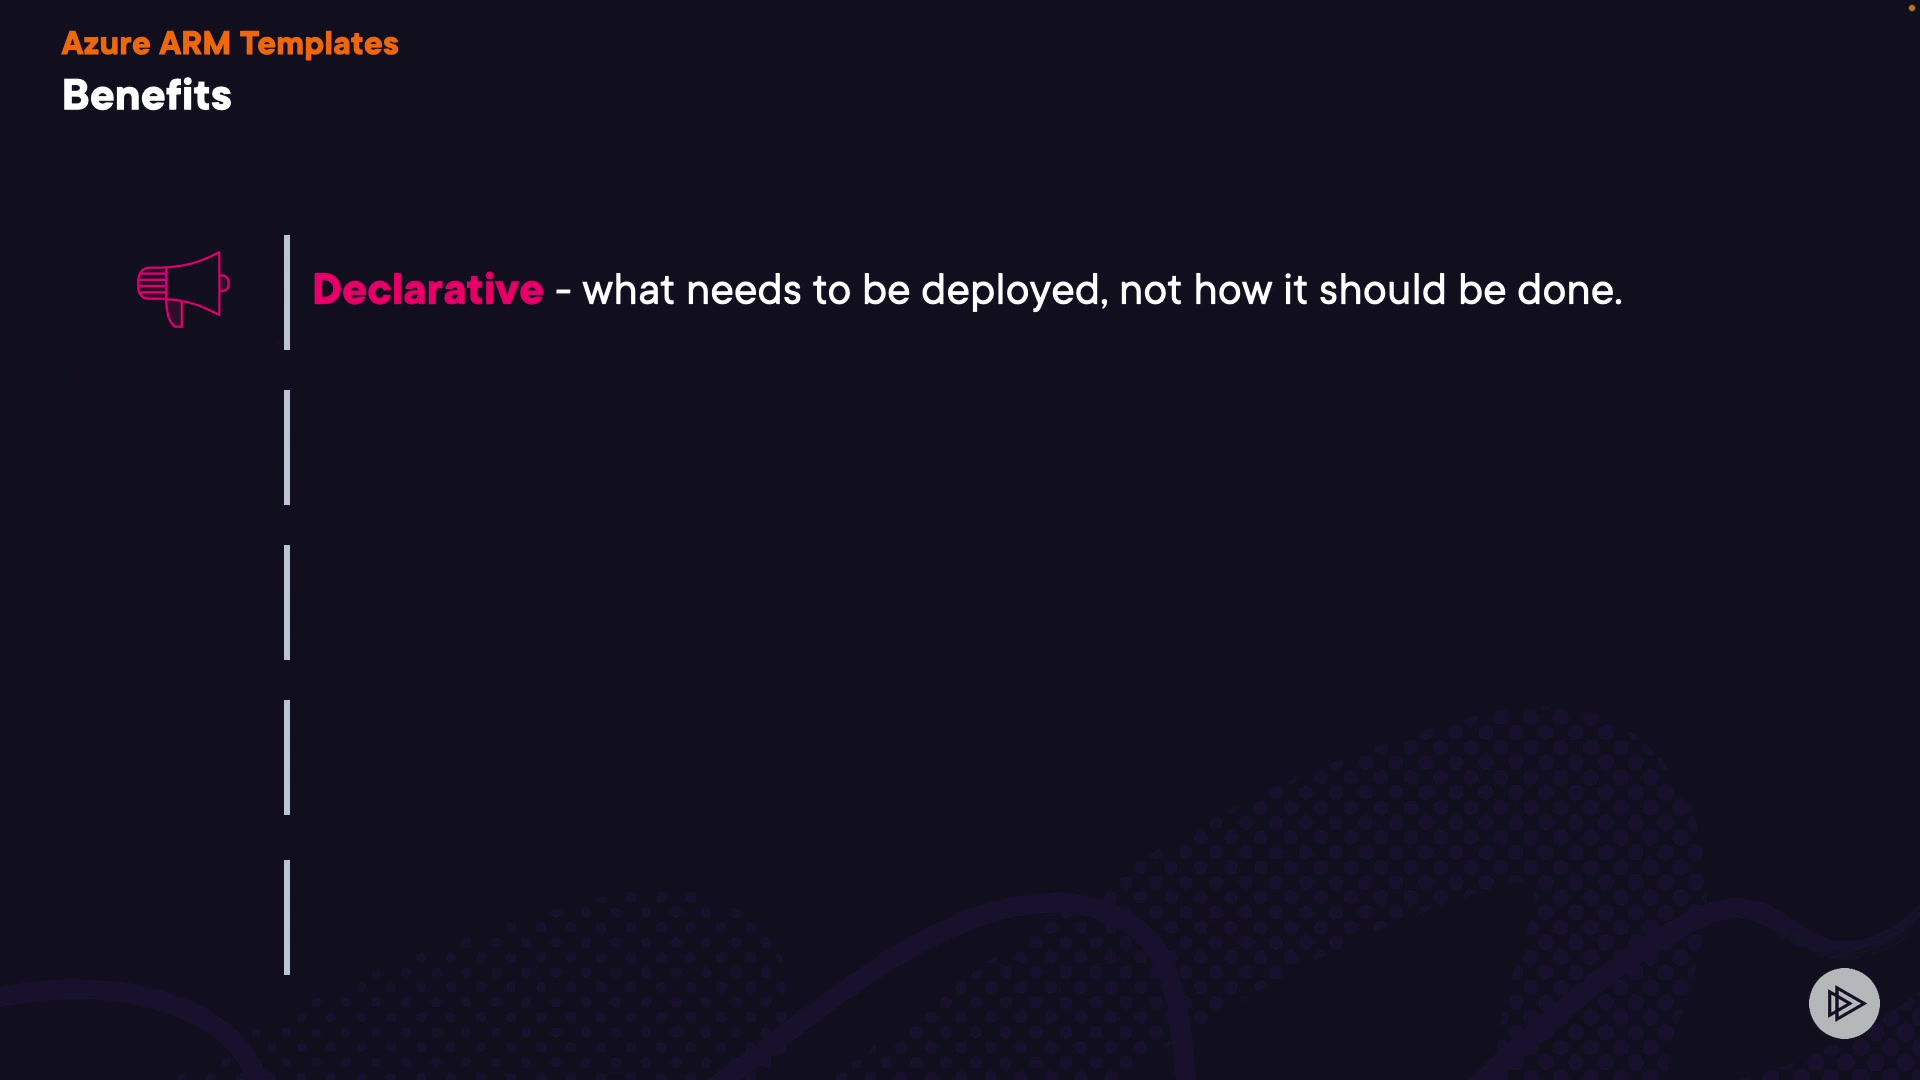 Azure ARM Templates
Benefits
Declarative - what needs to be deployed, not how it should be done.